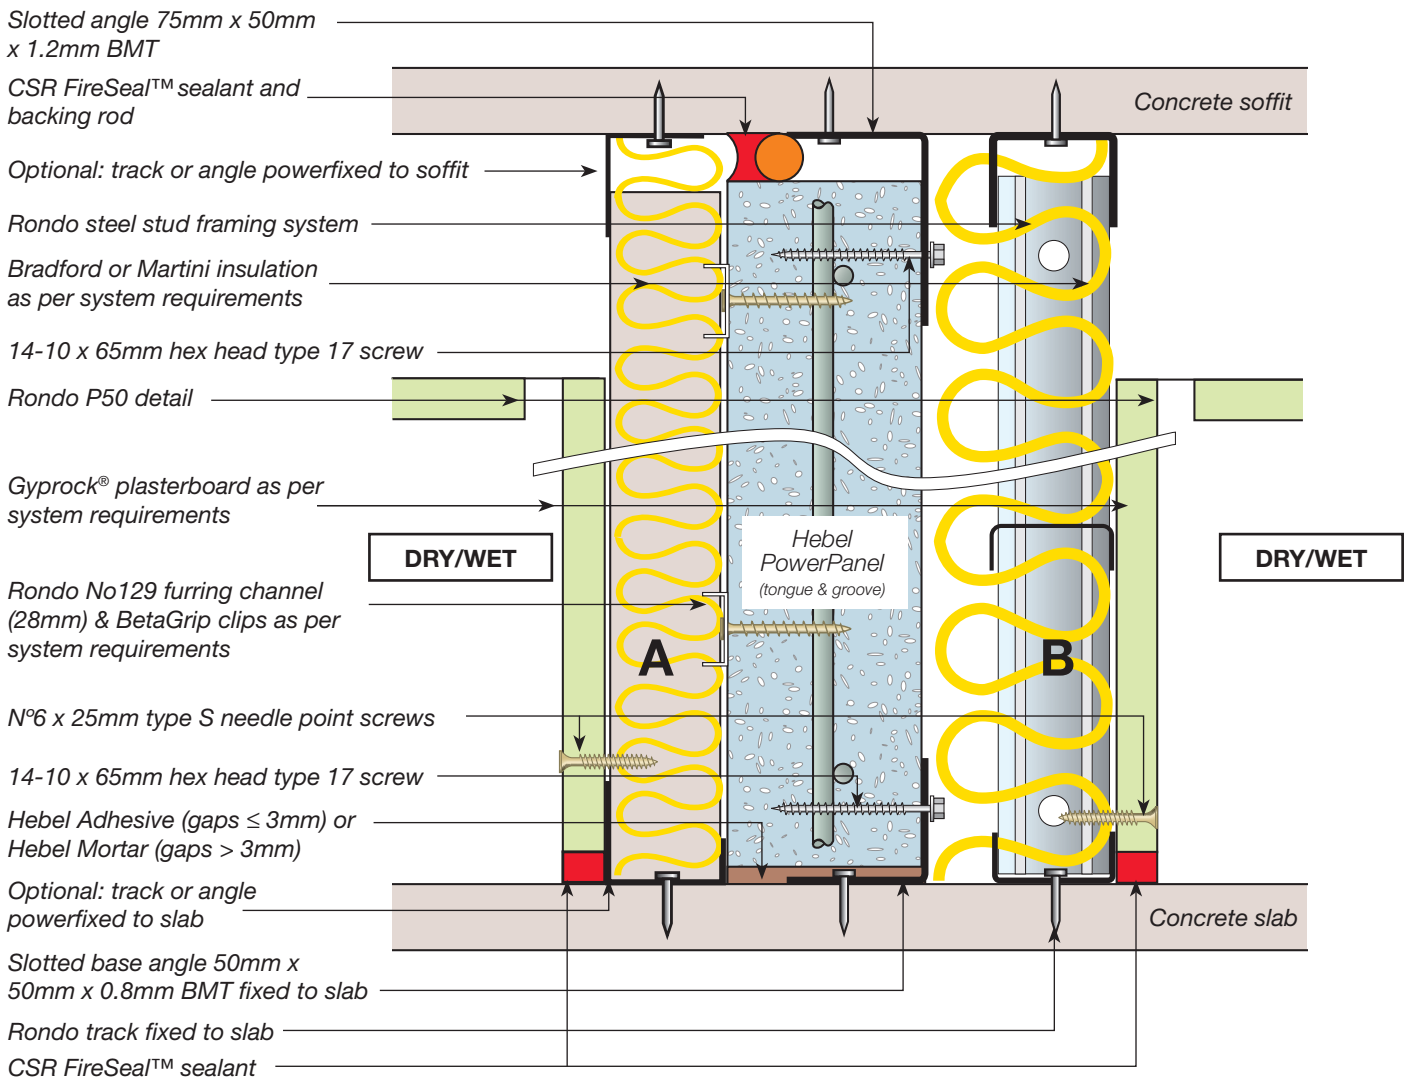 Slotted angle 75mm x 50mm
x 1.2mm BMT
CSR FireSeal™ sealant and
backing rod
Concrete soffit
Optional: track or angle powerfixed to soffit
Rondo steel stud framing system
Bradford or Martini insulation
as per system requirements
14-10 x 65mm hex head type 17 screw
Rondo P50 detail
Gyprock® plasterboard as per
system requirements
DRY/WET
Hebel
PowerPanel
(tongue & groove)
DRY/WET
Rondo No129 furring channel
(28mm) & BetaGrip clips as per
system requirements
A
B
Nº6 x 25mm type S needle point screws
14-10 x 65mm hex head type 17 screw
Hebel Adhesive (gaps ≤ 3mm) or
Hebel Mortar (gaps > 3mm)
Optional: track or angle
powerfixed to slab
Concrete slab
Slotted base angle 50mm x
50mm x 0.8mm BMT fixed to slab
Rondo track fixed to slab
CSR FireSeal™ sealant